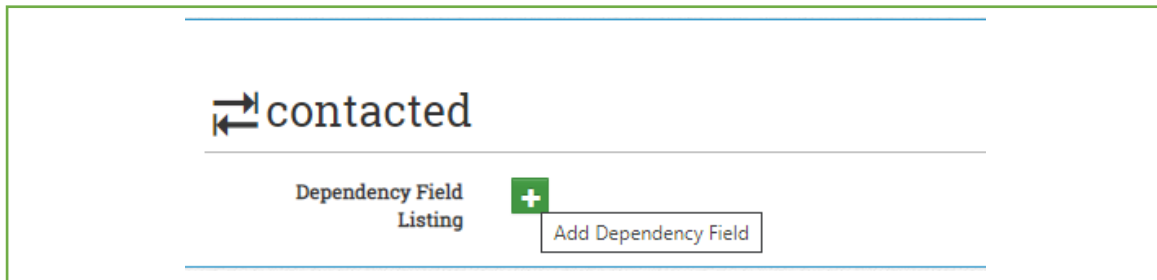 contacted
Dependency Field
Listing
Add Dependency Field